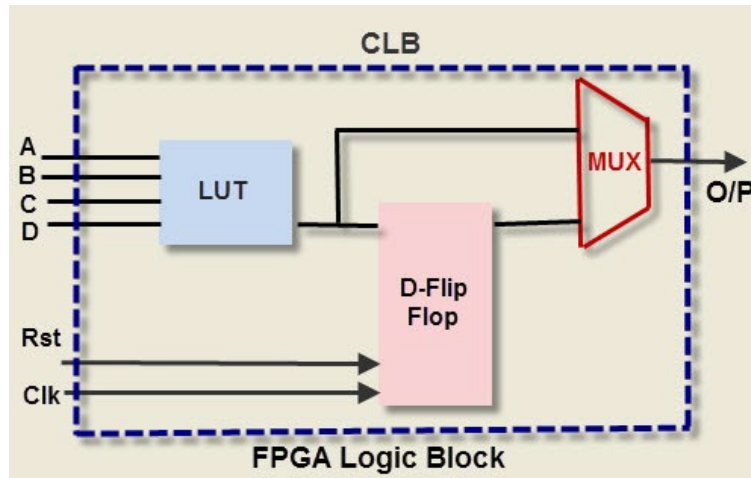 CLB
A
B
C
D
LUT
MUX
O/P
D-Flip
Flop
Rst
Clk
FPGA Logic Block